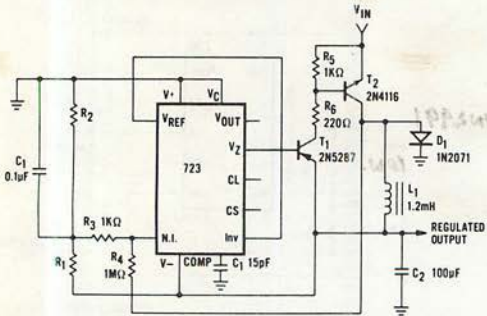 VIN
R5
1KΩ
T2
2N4116
V+
VC
R2
VREF
VOUT
R6
220Ω
T1
2N5287
VZ
D1
1N2071
723
C1
0.1μF
CL
L1
1.2mH
CS
R3 1KΩ
N.I.
Inv
REGULATED
OUTPUT
R1
R4
1MΩ
V−
COMP
C1 15pF
C2 100μF